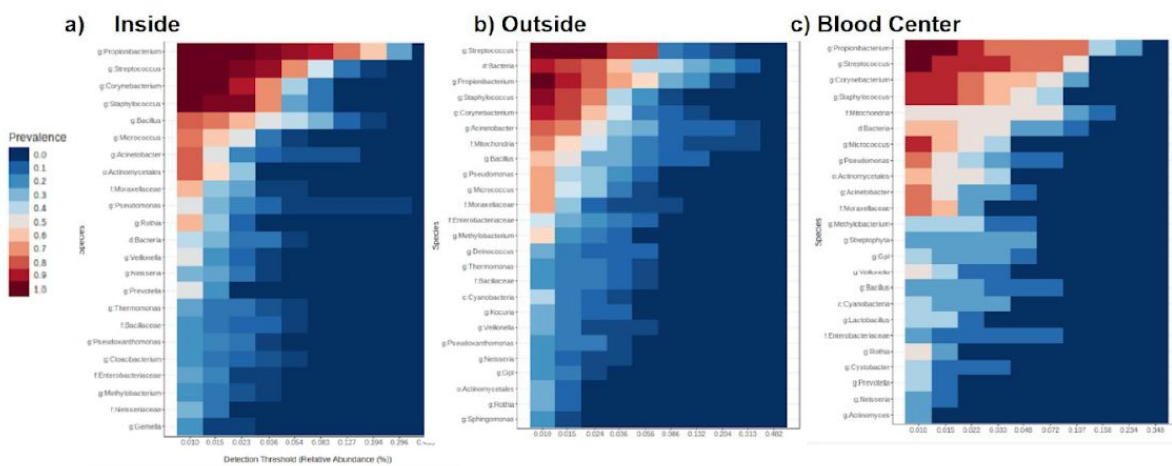 a) Inside
b) Outside
c) Blood Center
Prevalence
0.0
0.1
0.2
0.3
0.4
0.5
0.6
0.7
0.8
0.9
1.0
Species
g:Propionibacterium
g:Streptococcus
g:Corynebacterium
g:Staphylococcus
g:Bacillus
g:Micrococcus
g:Acinetobacter
o:Actinomycetales
f:Moraxellaceae
g:Pseudomonas
g:Rothia
d:Bacteria
g:Veillonella
g:Neisseria
g:Prevotella
g:Thermomonas
f:Bacillaceae
g:Pseudoxanthomonas
g:Cloacibacterium
f:Enterobacteriaceae
g:Methylobacterium
f:Neisseriaceae
g:Gemella
0.010 0.015 0.023 0.036 0.054 0.083 0.127 0.194 0.296
Detection Threshold (Relative Abundance (%))
Species
g:Streptococcus
d:Bacteria
g:Propionibacterium
g:Staphylococcus
g:Corynebacterium
g:Acinetobacter
f:Mitochondria
g:Bacillus
g:Pseudomonas
g:Micrococcus
f:Moraxellaceae
f:Enterobacteriaceae
g:Methylobacterium
g:Deinococcus
g:Thermomonas
f:Bacillaceae
c:Cyanobacteria
g:Kocuria
g:Veillonella
g:Pseudoxanthomonas
g:Neisseria
g:GpI
o:Actinomycetales
g:Rothia
g:Sphingomonas
0.010 0.015 0.024 0.036 0.056 0.086 0.132 0.204 0.313 0.482
Species
g:Propionibacterium
g:Streptococcus
g:Corynebacterium
g:Staphylococcus
f:Mitochondria
d:Bacteria
g:Micrococcus
g:Pseudomonas
o:Actinomycetales
g:Acinetobacter
f:Moraxellaceae
g:Methylobacterium
g:Streptophyta
g:GpI
g:Veillonella
g:Bacillus
c:Cyanobacteria
g:Lactobacillus
f:Enterobacteriaceae
g:Rothia
g:Cystobacter
g:Prevotella
g:Neisseria
g:Actinomyces
0.010 0.015 0.022 0.033 0.048 0.072 0.107 0.158 0.234 0.348